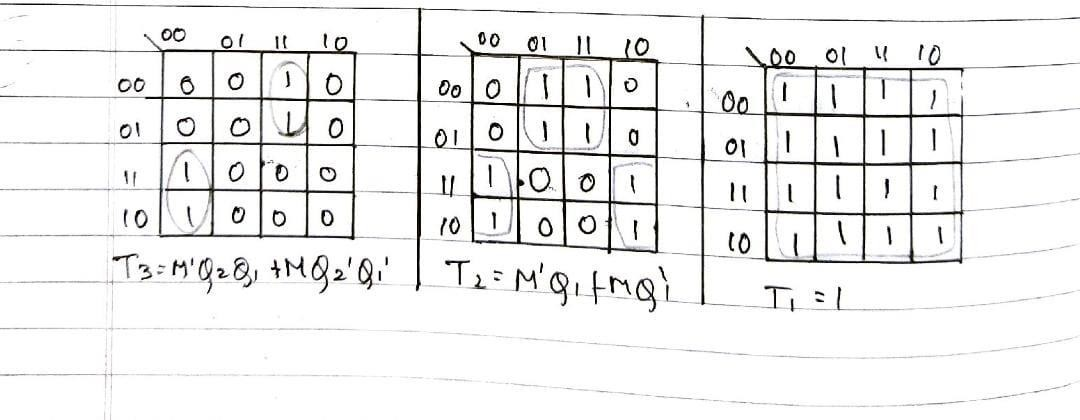 00 01 11 10
00 0 0 1 0
01 0 0 1 0
11 1 0 0 0
10 1 0 0 0
T3 = M'Q2Q1 + MQ2'Q1'
00 01 11 10
00 0 1 1 0
01 0 1 1 0
11 1 0 0 1
10 1 0 0 1
T2 = M'Q1 + MQ1'
00 01 11 10
00 1 1 1 1
01 1 1 1 1
11 1 1 1 1
10 1 1 1 1
T1 = 1